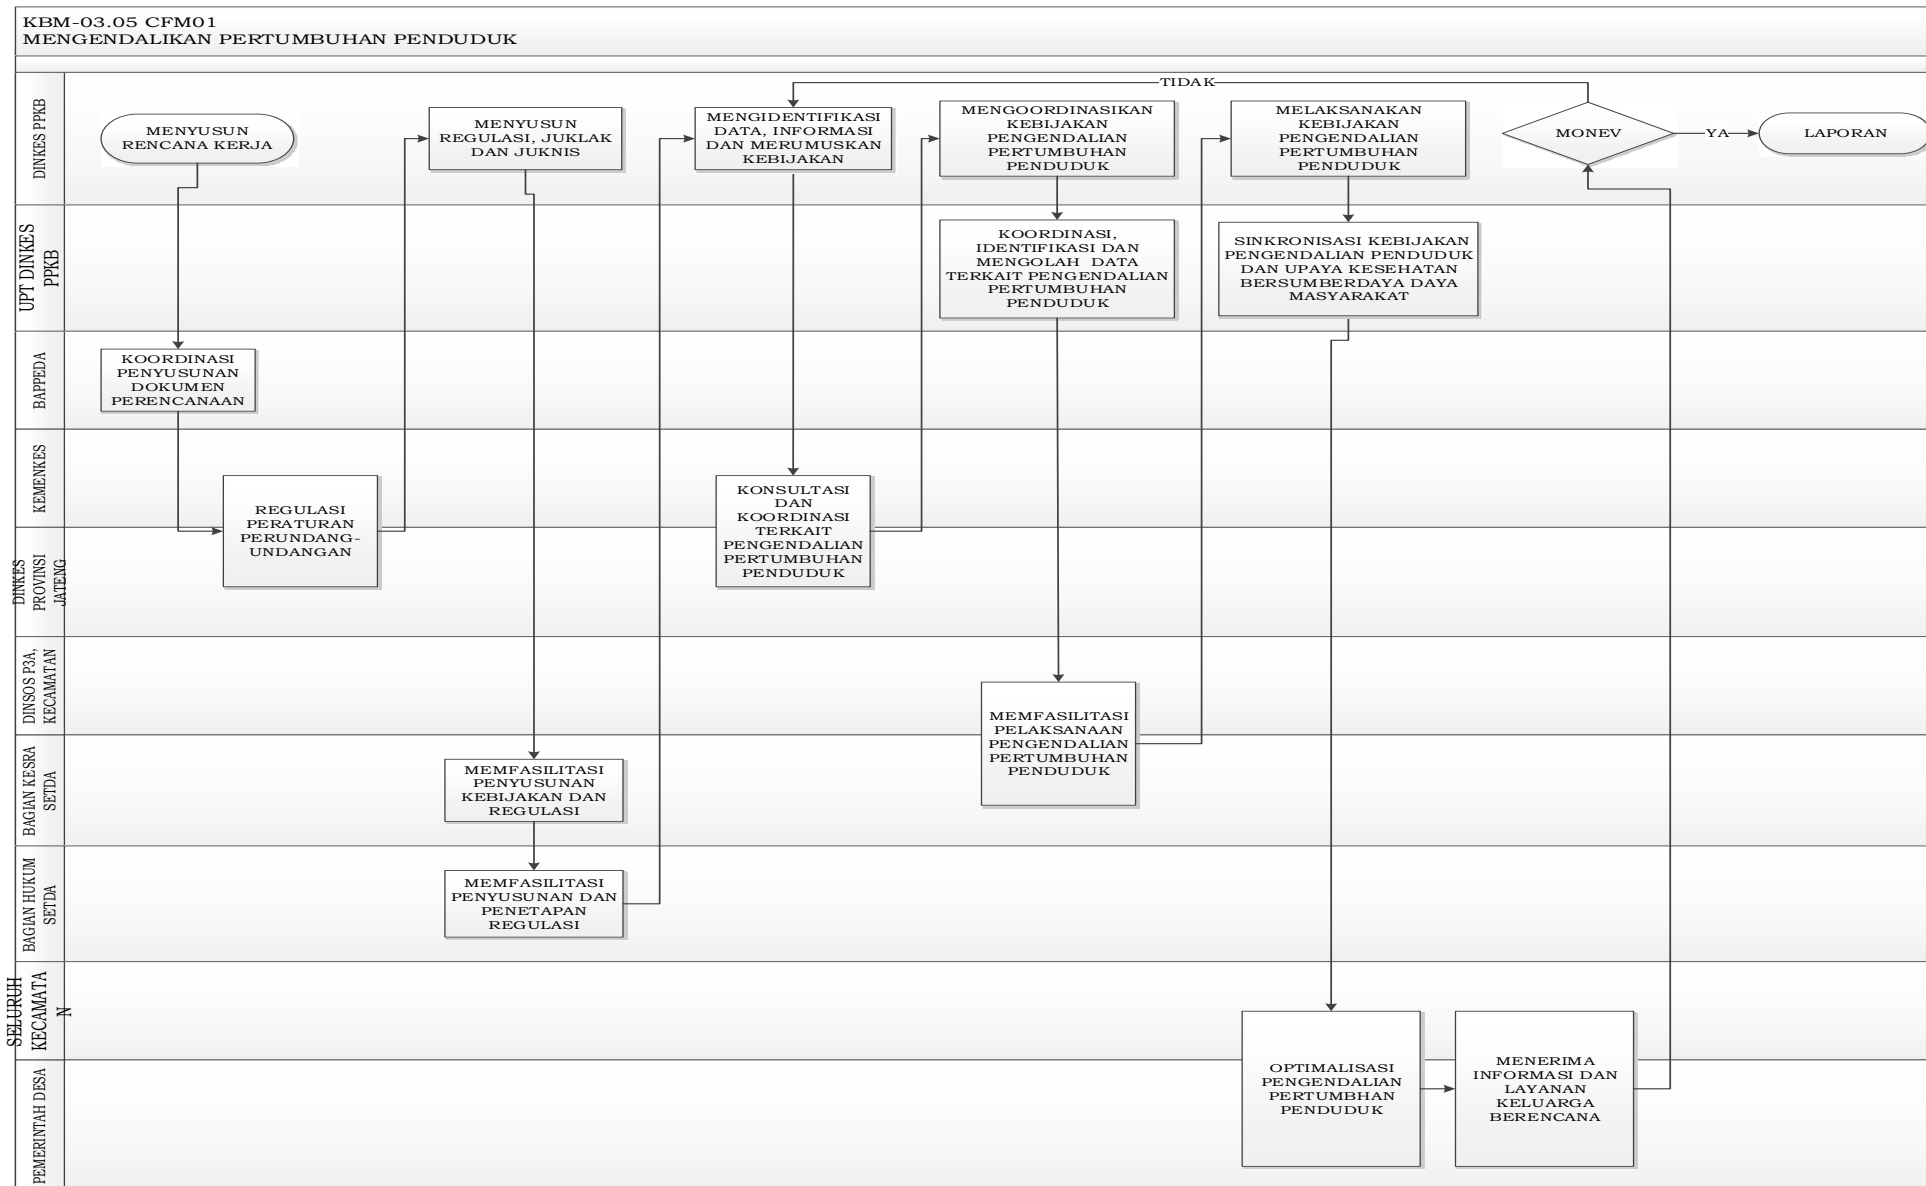 KBM-03.05 CFM01
MENGENDALIKAN PERTUMBUHAN PENDUDUK
DINKES PPKB
MENYUSUN
RENCANA KERJA
MENYUSUN
REGULASI, JUKLAK
DAN JUKNIS
MENGIDENTIFIKASI
DATA, INFORMASI
DAN MERUMUSKAN
KEBIJAKAN
MENGOORDINASIKAN
KEBIJAKAN
PENGENDALIAN
PERTUMBUHAN
PENDUDUK
MELAKSANAKAN
KEBIJAKAN
PENGENDALIAN
PERTUMBUHAN
PENDUDUK
TIDAK
MONEV
YA
LAPORAN
UPT DINKES
PPKB
KOORDINASI,
IDENTIFIKASI DAN
MENGOLAH DATA
TERKAIT PENGENDALIAN
PERTUMBUHAN
PENDUDUK
SINKRONISASI KEBIJAKAN
PENGENDALIAN PENDUDUK
DAN UPAYA KESEHATAN
BERSUMBERDAYA DAYA
MASYARAKAT
BAPPEDA
KOORDINASI
PENYUSUNAN
DOKUMEN
PERENCANAAN
KEMENKES
REGULASI
PERATURAN
PERUNDANG-
UNDANGAN
KONSULTASI
DAN
KOORDINASI
TERKAIT
PENGENDALIAN
PERTUMBUHAN
PENDUDUK
DINKES
PROVINSI
JATENG
DINSOS P3A,
KECAMATAN
MEMFASILITASI
PELAKSANAAN
PENGENDALIAN
PERTUMBUHAN
PENDUDUK
BAGIAN KESRA
SETDA
MEMFASILITASI
PENYUSUNAN
KEBIJAKAN DAN
REGULASI
BAGIAN HUKUM
SETDA
MEMFASILITASI
PENYUSUNAN DAN
PENETAPAN
REGULASI
SELURUH
KECAMATA
N
OPTIMALISASI
PENGENDALIAN
PERTUMBHAN
PENDUDUK
MENERIMA
INFORMASI DAN
LAYANAN
KELUARGA
BERENCANA
PEMERINTAH DESA